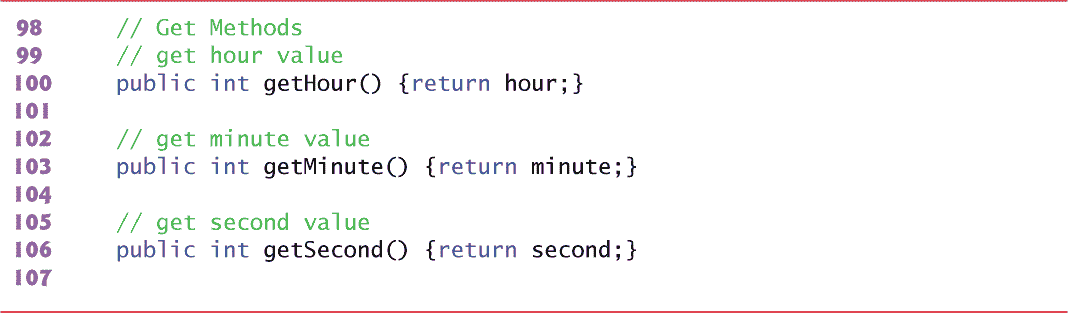 98 // Get Methods
99 // get hour value
100 public int getHour() {return hour;}
101
102 // get minute value
103 public int getMinute() {return minute;}
104
105 // get second value
106 public int getSecond() {return second;}
107